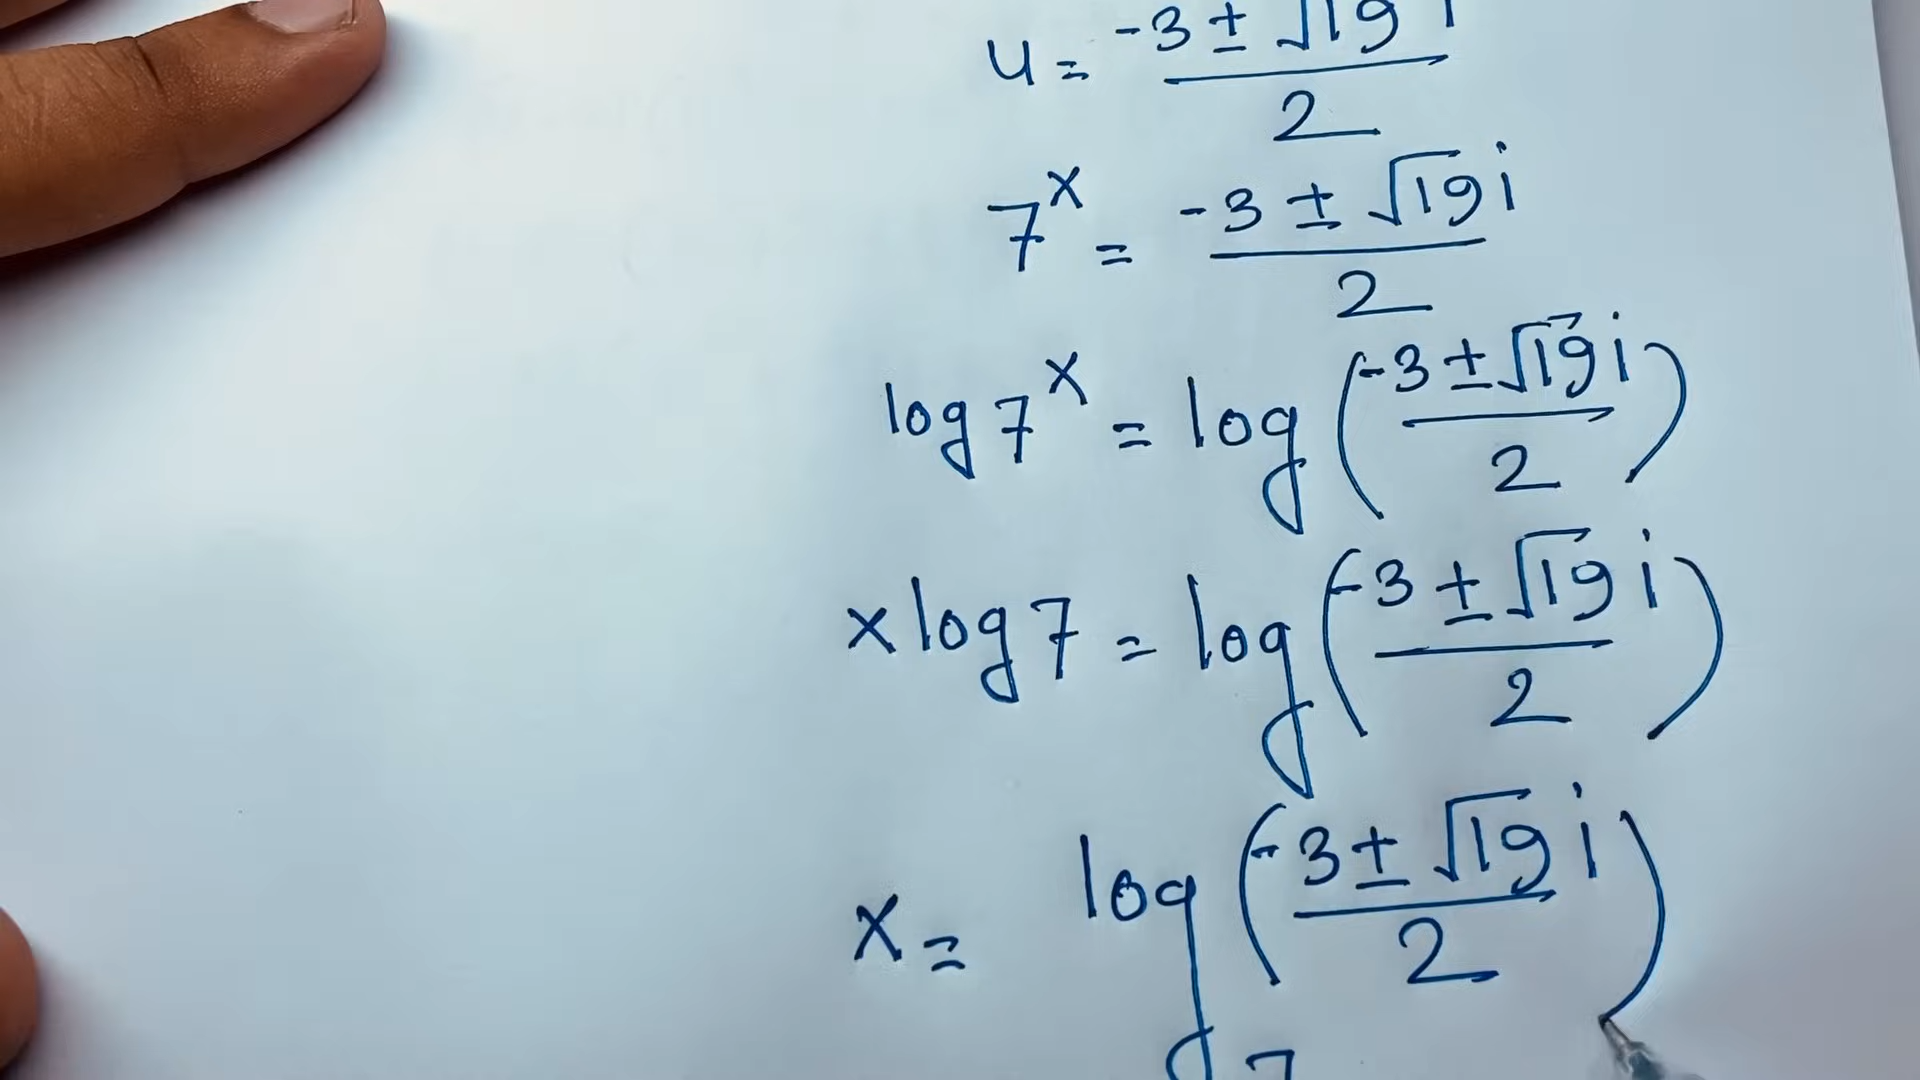 u = (-3 ± √19 i)/2
7^x = (-3 ± √19 i)/2
log 7^x = log((-3 ± √19 i)/2)
x log 7 = log((-3 ± √19 i)/2)
x = log_7((-3 ± √19 i)/2)